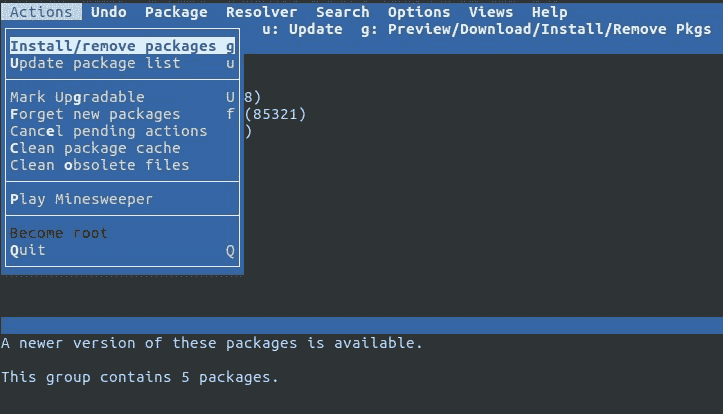 Actions Undo Package Resolver Search Options Views Help
u: Update g: Preview/Download/Install/Remove Pkgs
Install/remove packages g
Update package list u
Mark Upgradable U 8)
Forget new packages f (85321)
Cancel pending actions )
Clean package cache
Clean obsolete files
Play Minesweeper
Become root
Quit Q
A newer version of these packages is available.
This group contains 5 packages.